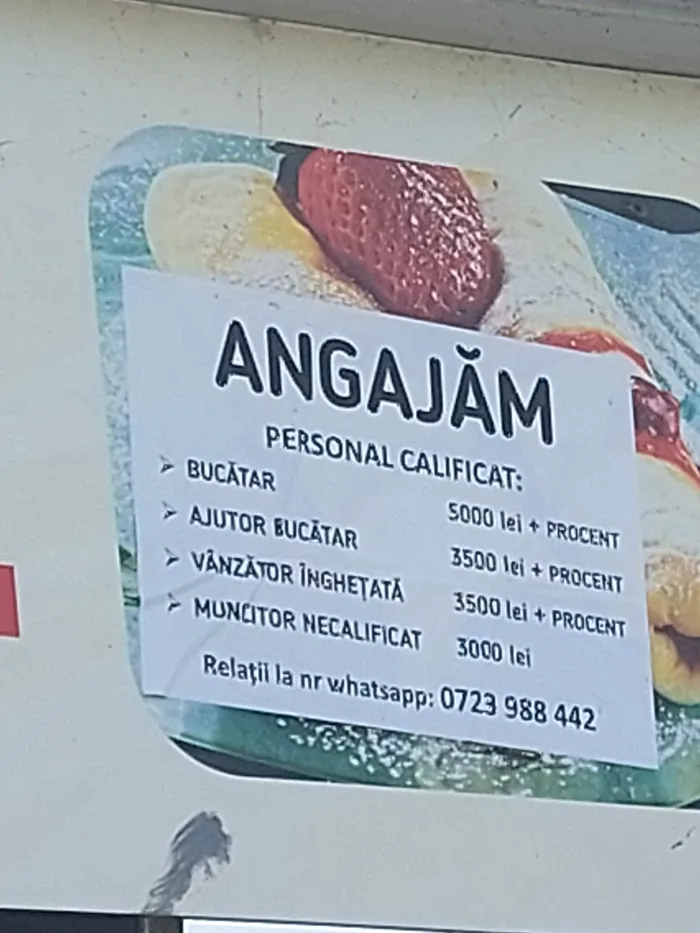 ANGAJĂM
PERSONAL CALIFICAT:
➢ BUCĂTAR 5000 lei + PROCENT
➢ AJUTOR BUCĂTAR 3500 lei + PROCENT
➢ VÂNZĂTOR ÎNGHEȚATĂ 3500 lei + PROCENT
➢ MUNCITOR NECALIFICAT 3000 lei
Relații la nr whatsapp: 0723 988 442